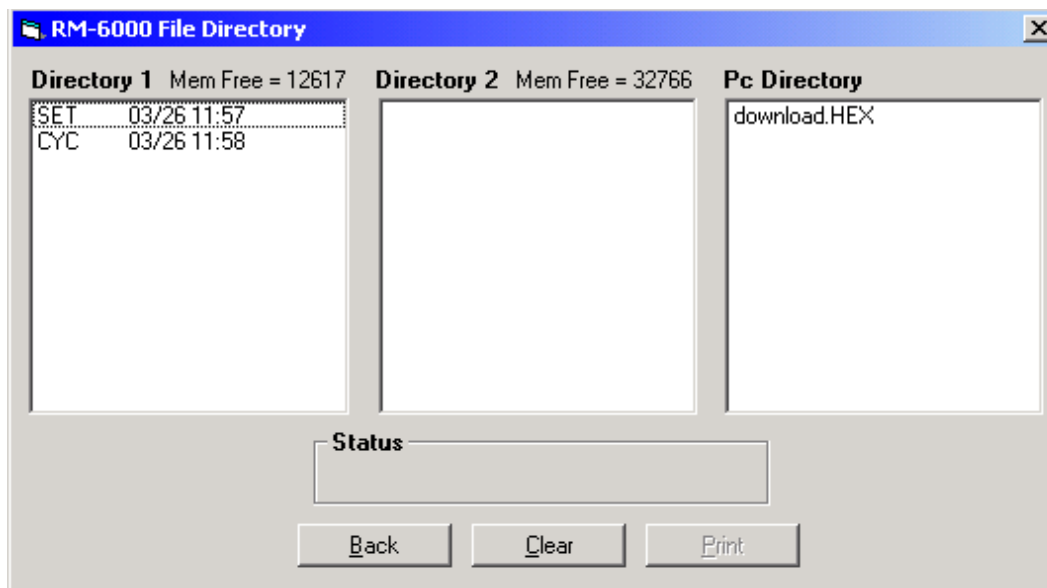 RM-6000 File Directory
Directory 1 Mem Free = 12617
SET 03/26 11:57
CYC 03/26 11:58
Directory 2 Mem Free = 32766
Pc Directory
download.HEX
Status
Back Clear Print